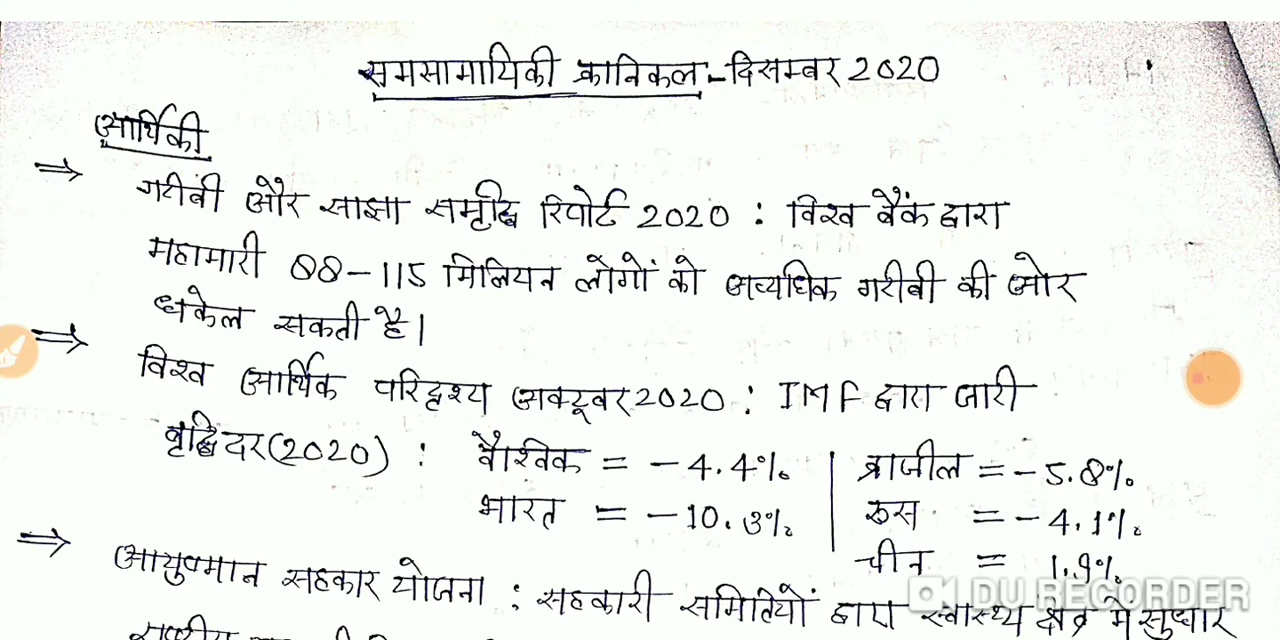 समसामायिकी क्रानिकल - दिसम्बर 2020
आर्थिकी
⇒ गरीबी और साझा समृद्धि रिपोर्ट 2020 : विश्व बैंक द्वारा
महामारी 88-115 मिलियन लोगों को अत्यधिक गरीबी की ओर
धकेल सकती है।
⇒ विश्व आर्थिक परिदृश्य अक्टूबर 2020 : IMF द्वारा जारी
वृद्धि दर (2020) : वैश्विक = -4.4% | ब्राजील = -5.8%
भारत = -10.3% | रूस = -4.1%
चीन = 1.9%
⇒ आयुष्मान सहकार योजना : सहकारी समितियों द्वारा स्वास्थ्य क्षेत्र में सुधार
राष्ट्रीय
DU RECORDER